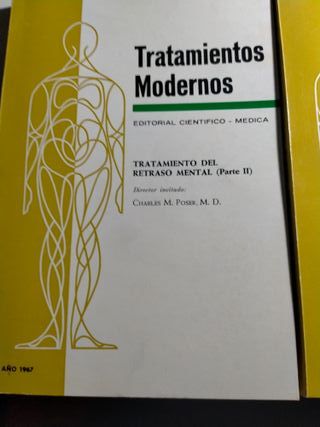 Tratamientos
Modernos
EDITORIAL CIENTIFICO - MEDICA
TRATAMIENTO DEL
RETRASO MENTAL (Parte II)
Director invitado:
CHARLES M. POSER, M. D.
AÑO 1967